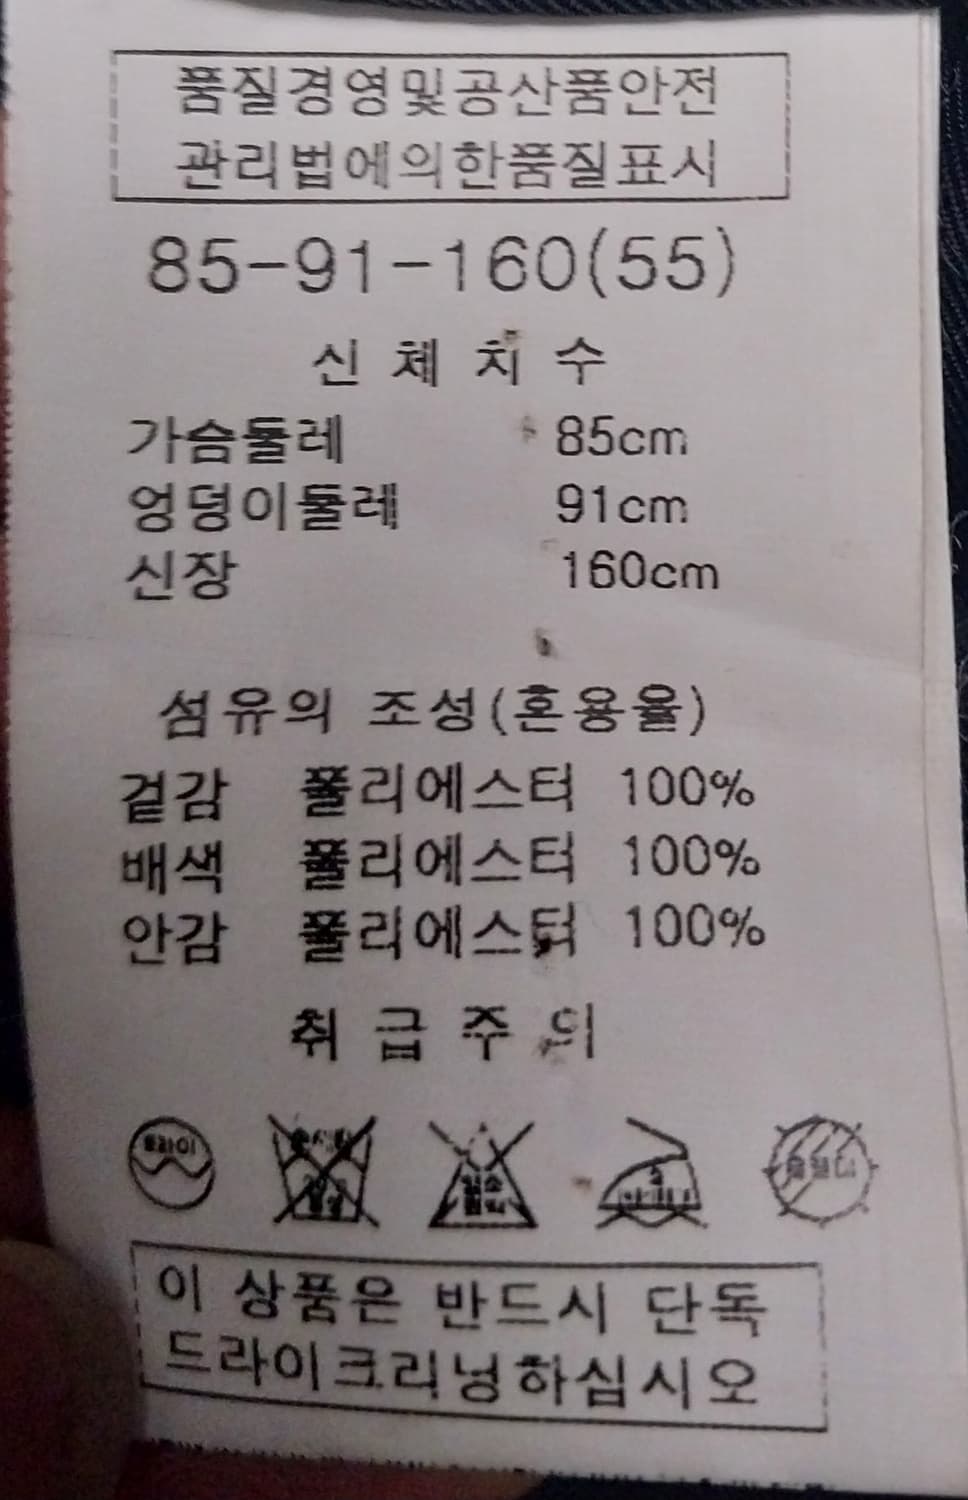 품질경영및공산품안전
관리법에의한품질표시
85-91-160(55)
신 체 치 수
가슴둘레 85cm
엉덩이둘레 91cm
신장 160cm
섬유의 조성(혼용율)
겉감 폴리에스터 100%
배색 폴리에스터 100%
안감 폴리에스터 100%
취 급 주 의
드라이
이 상품은 반드시 단독
드라이크리닝하십시오